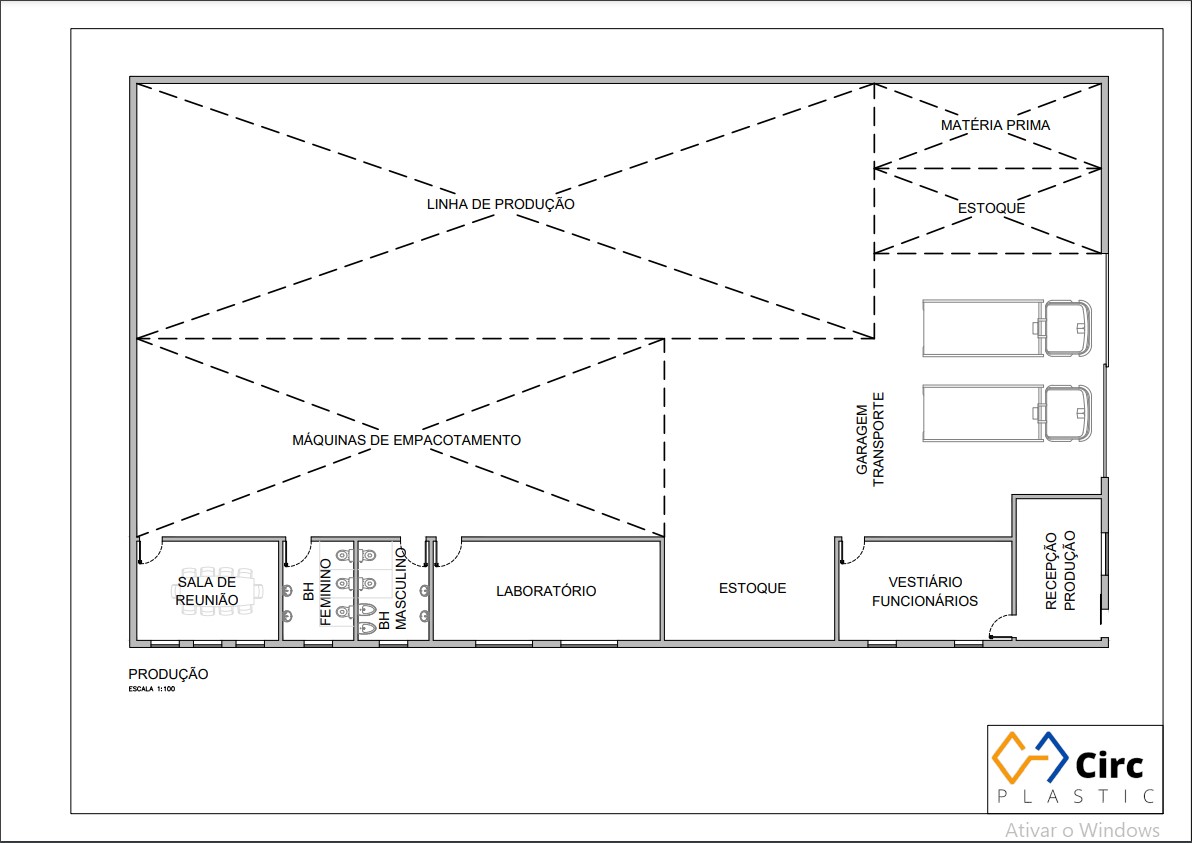 MATÉRIA PRIMA
LINHA DE PRODUÇÃO
ESTOQUE
GARAGEM
TRANSPORTE
MÁQUINAS DE EMPACOTAMENTO
SALA DE
REUNIÃO
BH
FEMININO
BH
MASCULINO
LABORATÓRIO
ESTOQUE
VESTIÁRIO
FUNCIONÁRIOS
RECEPÇÃO
PRODUÇÃO
PRODUÇÃO
ESCALA 1:100
Circ
PLASTIC
Ativar o Windows